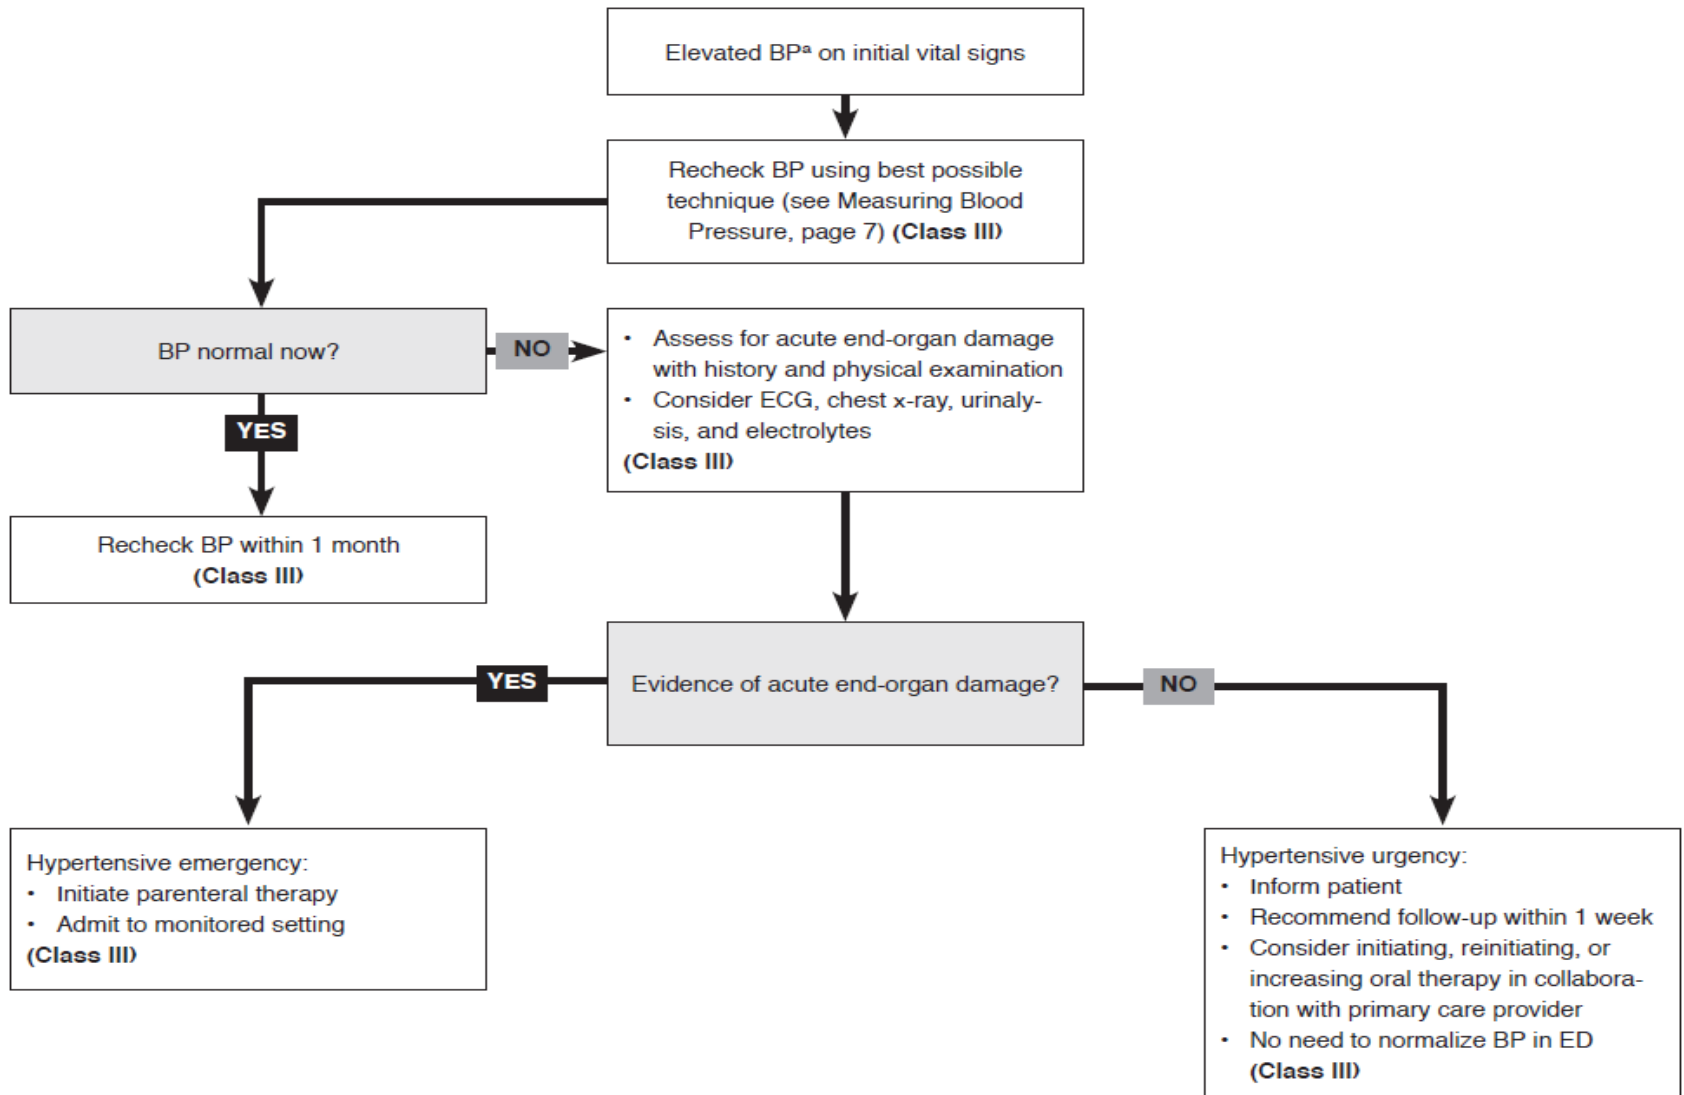 Elevated BPᵃ on initial vital signs
Recheck BP using best possible
technique (see Measuring Blood
Pressure, page 7) (Class III)
BP normal now?
NO
• Assess for acute end-organ damage
with history and physical examination
• Consider ECG, chest x-ray, urinaly-
sis, and electrolytes
(Class III)
YES
Recheck BP within 1 month
(Class III)
Evidence of acute end-organ damage?
YES
NO
Hypertensive emergency:
• Initiate parenteral therapy
• Admit to monitored setting
(Class III)
Hypertensive urgency:
• Inform patient
• Recommend follow-up within 1 week
• Consider initiating, reinitiating, or
increasing oral therapy in collabora-
tion with primary care provider
• No need to normalize BP in ED
(Class III)